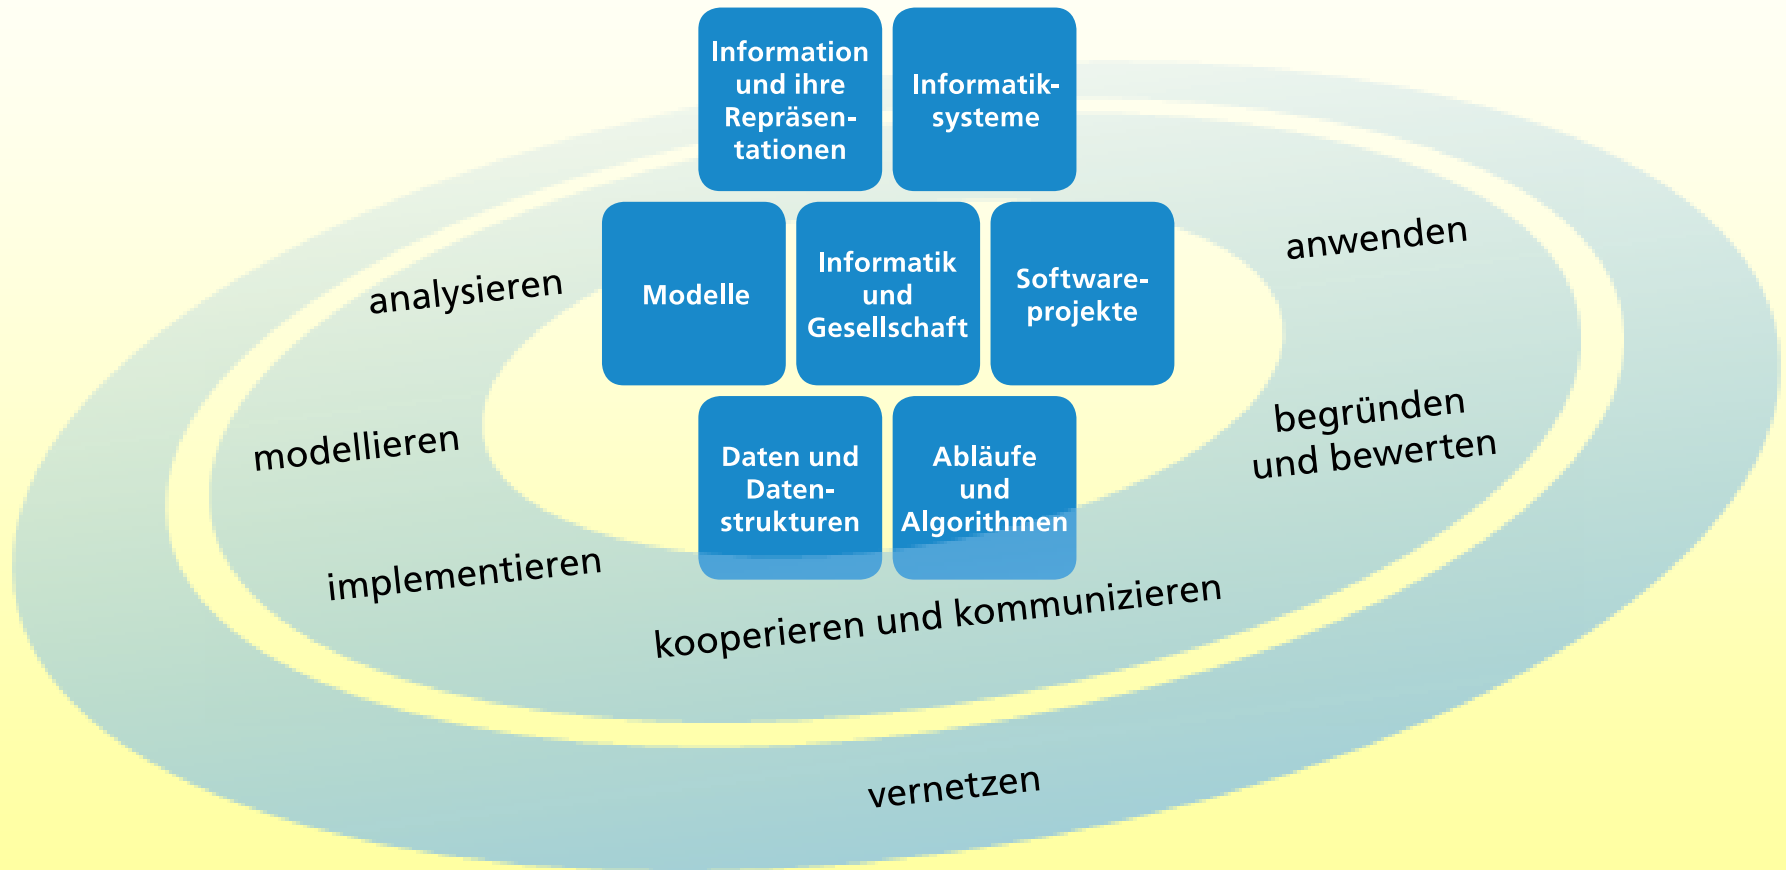 Information
und ihre
Repräsen-
tationen
Informatik-
systeme
Modelle
Informatik
und
Gesellschaft
Software-
projekte
Daten und
Daten-
strukturen
Abläufe
und
Algorithmen
analysieren
modellieren
implementieren
kooperieren und kommunizieren
anwenden
begründen
und bewerten
vernetzen